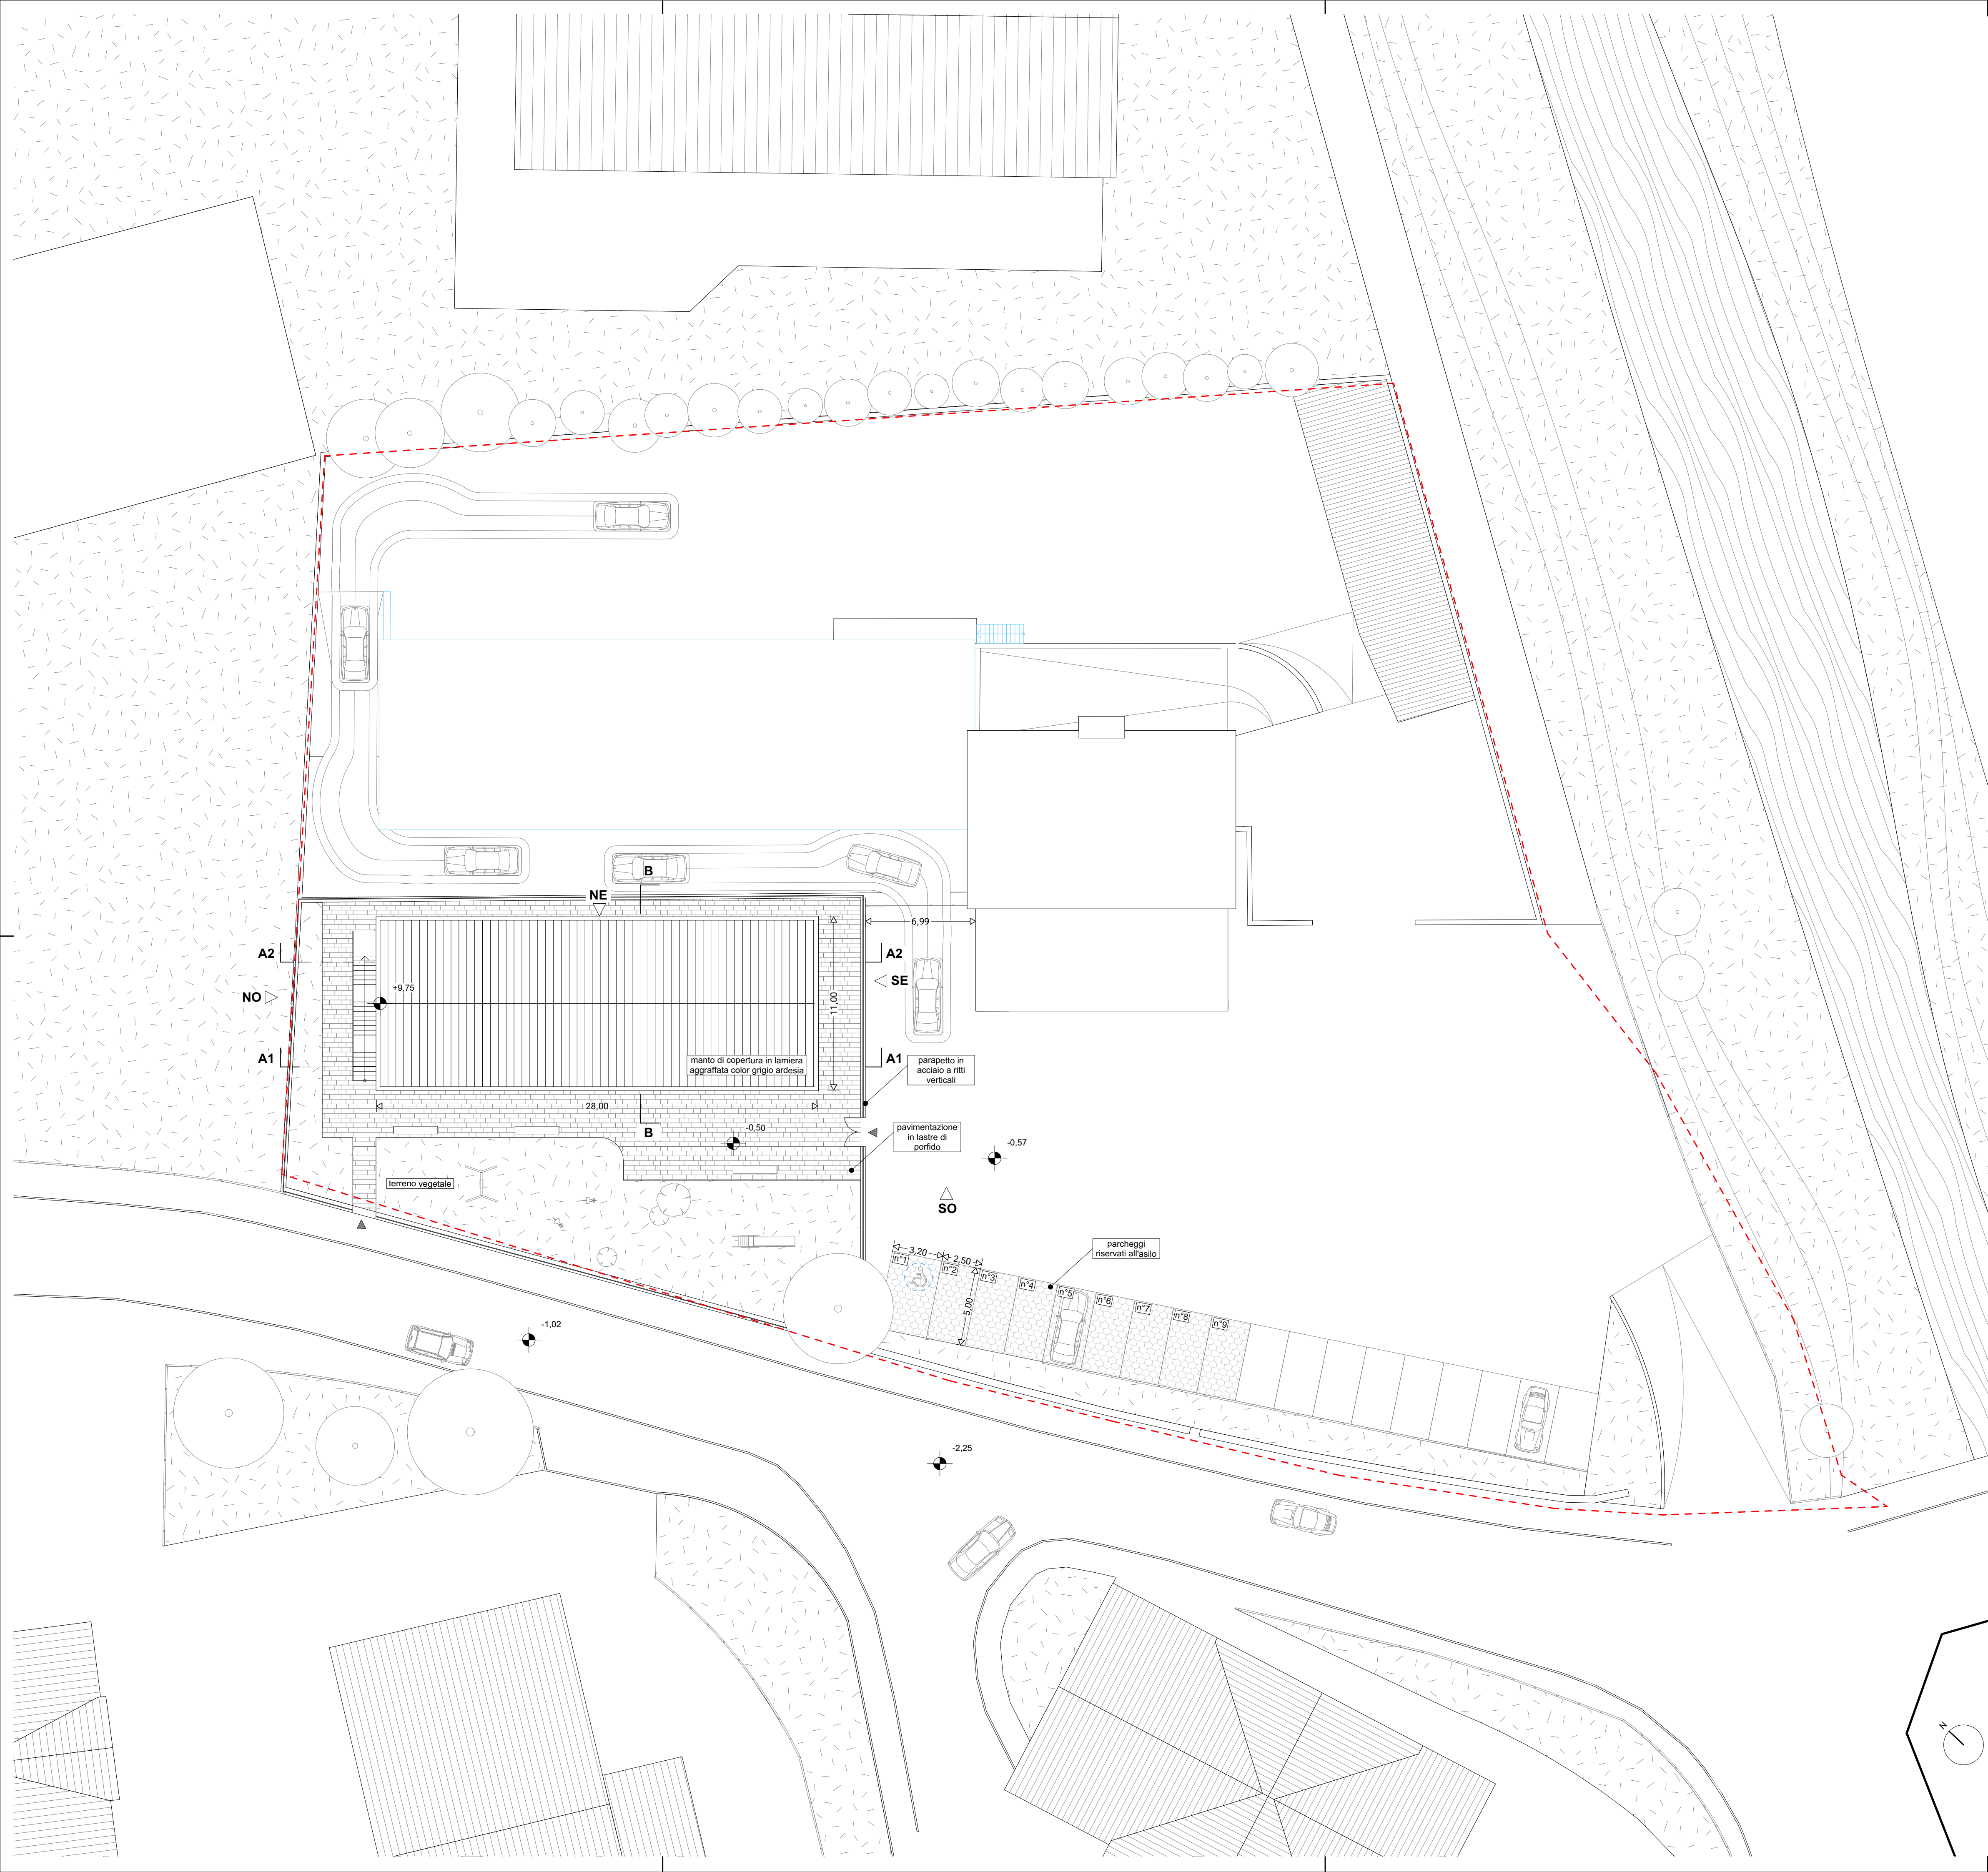 B
NE
6,99
A2
A2
SE
+9,75
NO
11,00
A1
A1
manto di copertura in lamiera
aggraffata color grigio ardesia
parapetto in
acciaio a ritti
verticali
28,00
B
-0.50
pavimentazione
in lastre di
porfido
-0,57
terreno vegetale
SO
parcheggi
riservati all'asilo
3,20
2,50
5,00
n°1
n°2
n°3
n°4
n°5
n°6
n°7
n°8
n°9
-1,02
-2,25
N